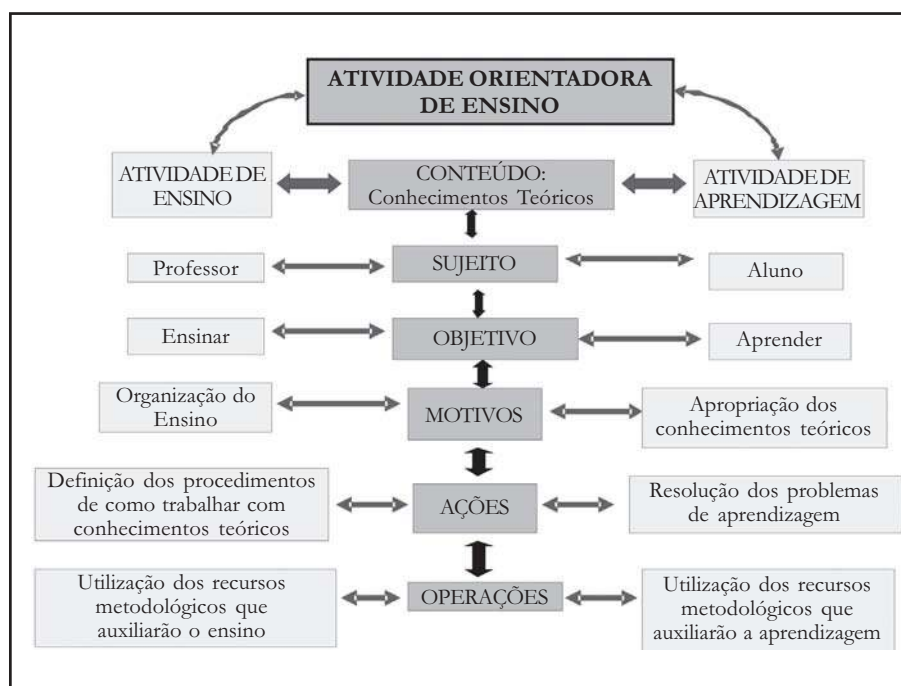 ATIVIDADE ORIENTADORA
DE ENSINO
ATIVIDADE DE
ENSINO
CONTEÚDO:
Conhecimentos Teóricos
ATIVIDADE DE
APRENDIZAGEM
Professor
SUJEITO
Aluno
Ensinar
OBJETIVO
Aprender
Organização do
Ensino
MOTIVOS
Apropriação dos
conhecimentos teóricos
Definição dos procedimentos
de como trabalhar com
conhecimentos teóricos
AÇÕES
Resolução dos problemas
de aprendizagem
Utilização dos recursos
metodológicos que
auxiliarão o ensino
OPERAÇÕES
Utilização dos recursos
metodológicos que
auxiliarão a aprendizagem